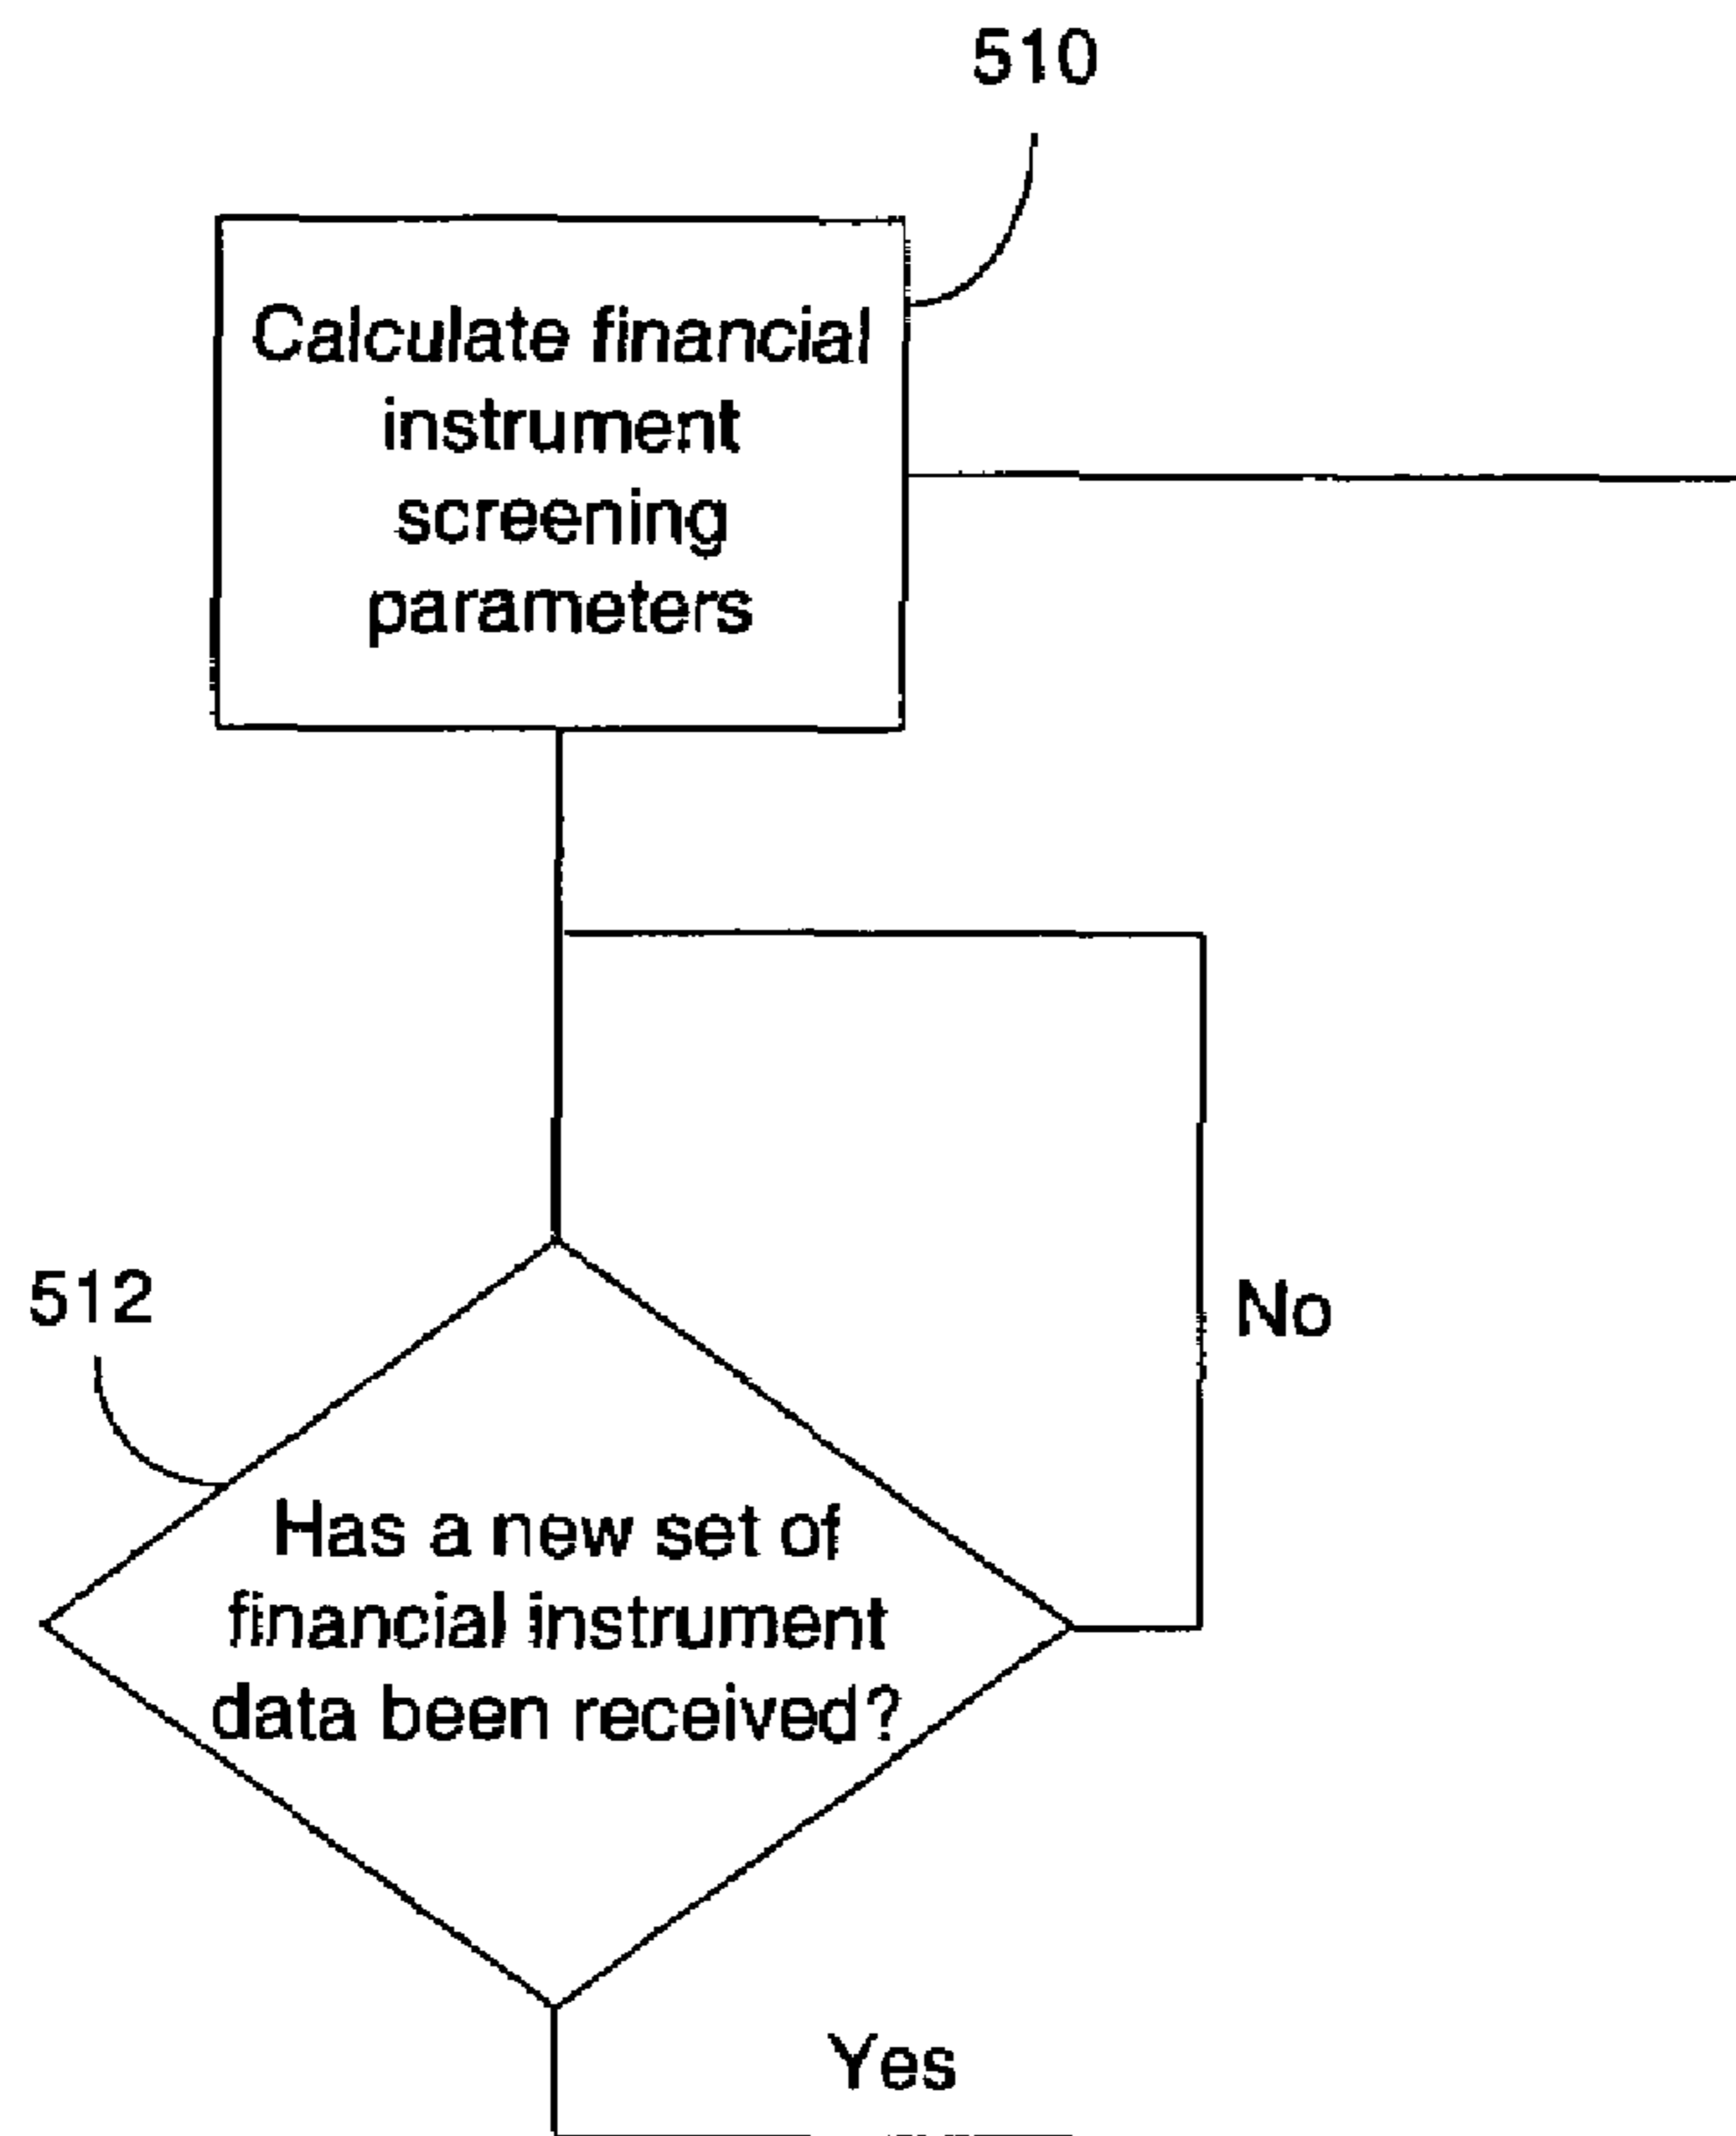 510
Calculate financial
instrument
screening
parameters
512
No
Has a new set of
financial instrument
data been received?
Yes